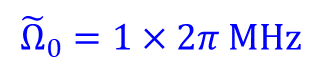 Ω̃₀ = 1 × 2π MHz